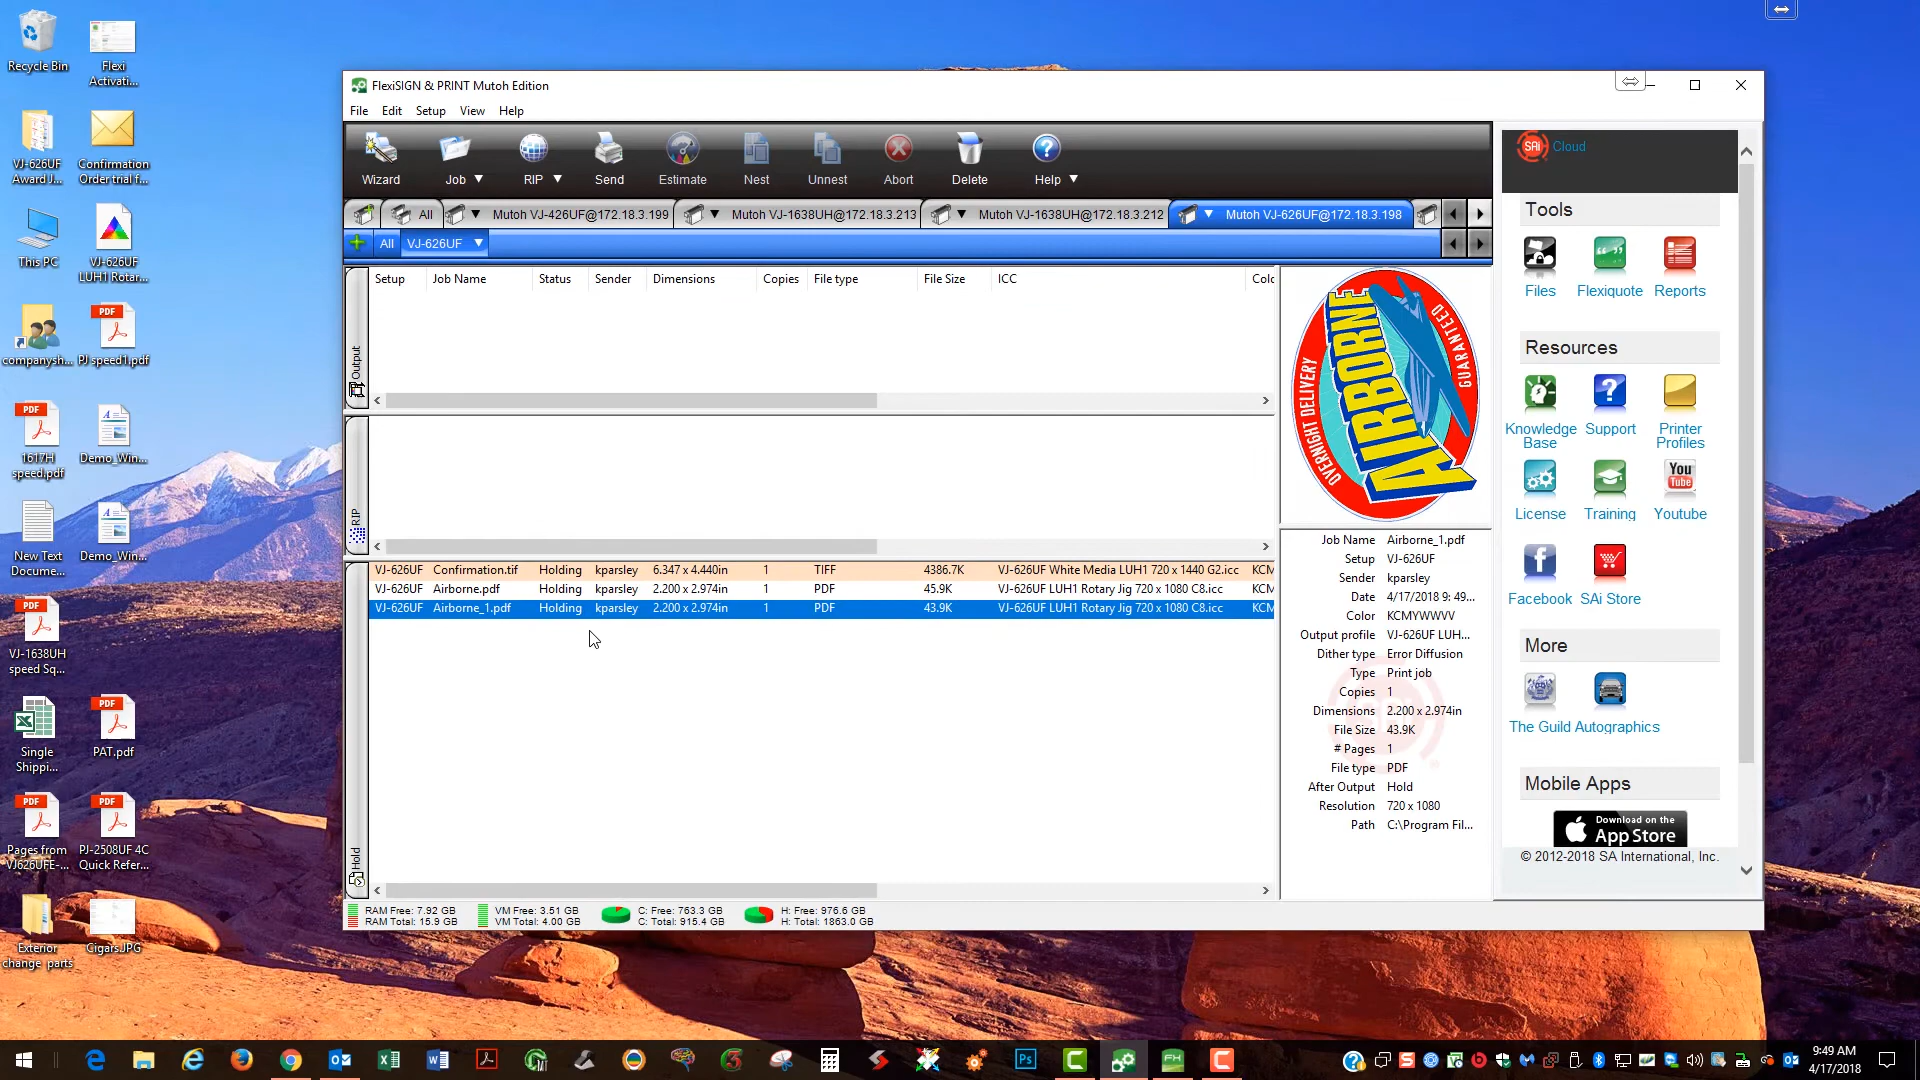 Recycle Bin
Flexi
Activati...
VJ-626UF
Award J...
Confirmation
Order trial f...
This PC
VJ-626UF
LUH1 Rotar...
companysh...
PJ speed1.pdf
1617H
speed.pdf
Demo_Win...
New Text
Docume...
Demo_Win...
VJ-1638UH
speed Sq...
Single
Shippi...
PAT.pdf
Pages from
VJ626UFE-...
PJ-2508UF 4C
Quick Refer...
Exterior
change parts
Cigars.JPG
FlexiSIGN & PRINT Mutoh Edition
File Edit Setup View Help
Wizard Job RIP Send Estimate Nest Unnest Abort Delete Help
All Mutoh VJ-426UF@172.18.3.199 Mutoh VJ-1638UH@172.18.3.213 Mutoh VJ-1638UH@172.18.3.212 Mutoh VJ-626UF@172.18.3.198
All VJ-626UF
Setup Job Name Status Sender Dimensions Copies File type File Size ICC Colc
Output
RIP
VJ-626UF Confirmation.tif Holding kparsley 6.347 x 4.440in 1 TIFF 4386.7K VJ-626UF White Media LUH1 720 x 1440 G2.icc KCM
VJ-626UF Airborne.pdf Holding kparsley 2.200 x 2.974in 1 PDF 45.9K VJ-626UF LUH1 Rotary Jig 720 x 1080 C8.icc KCM
VJ-626UF Airborne_1.pdf Holding kparsley 2.200 x 2.974in 1 PDF 43.9K VJ-626UF LUH1 Rotary Jig 720 x 1080 C8.icc KCM
Hold
RAM Free: 7.92 GB VM Free: 3.51 GB C: Free: 763.3 GB H: Free: 976.6 GB
RAM Total: 15.9 GB VM Total: 4.00 GB C: Total: 915.4 GB H: Total: 1863.0 GB
OVERNIGHT DELIVERY
AIRBORNE
GUARANTEED
Job Name Airborne_1.pdf
Setup VJ-626UF
Sender kparsley
Date 4/17/2018 9: 49...
Color KCMYWWVV
Output profile VJ-626UF LUH...
Dither type Error Diffusion
Type Print job
Copies 1
Dimensions 2.200 x 2.974in
File Size 43.9K
# Pages 1
File type PDF
After Output Hold
Resolution 720 x 1080
Path C:\Program Fil...
SAi Cloud
Tools
Files Flexiquote Reports
Resources
Knowledge
Base
Support
Printer
Profiles
License Training Youtube
Facebook SAi Store
More
The Guild Autographics
Mobile Apps
Download on the
App Store
© 2012-2018 SA International, Inc.
9:49 AM
4/17/2018